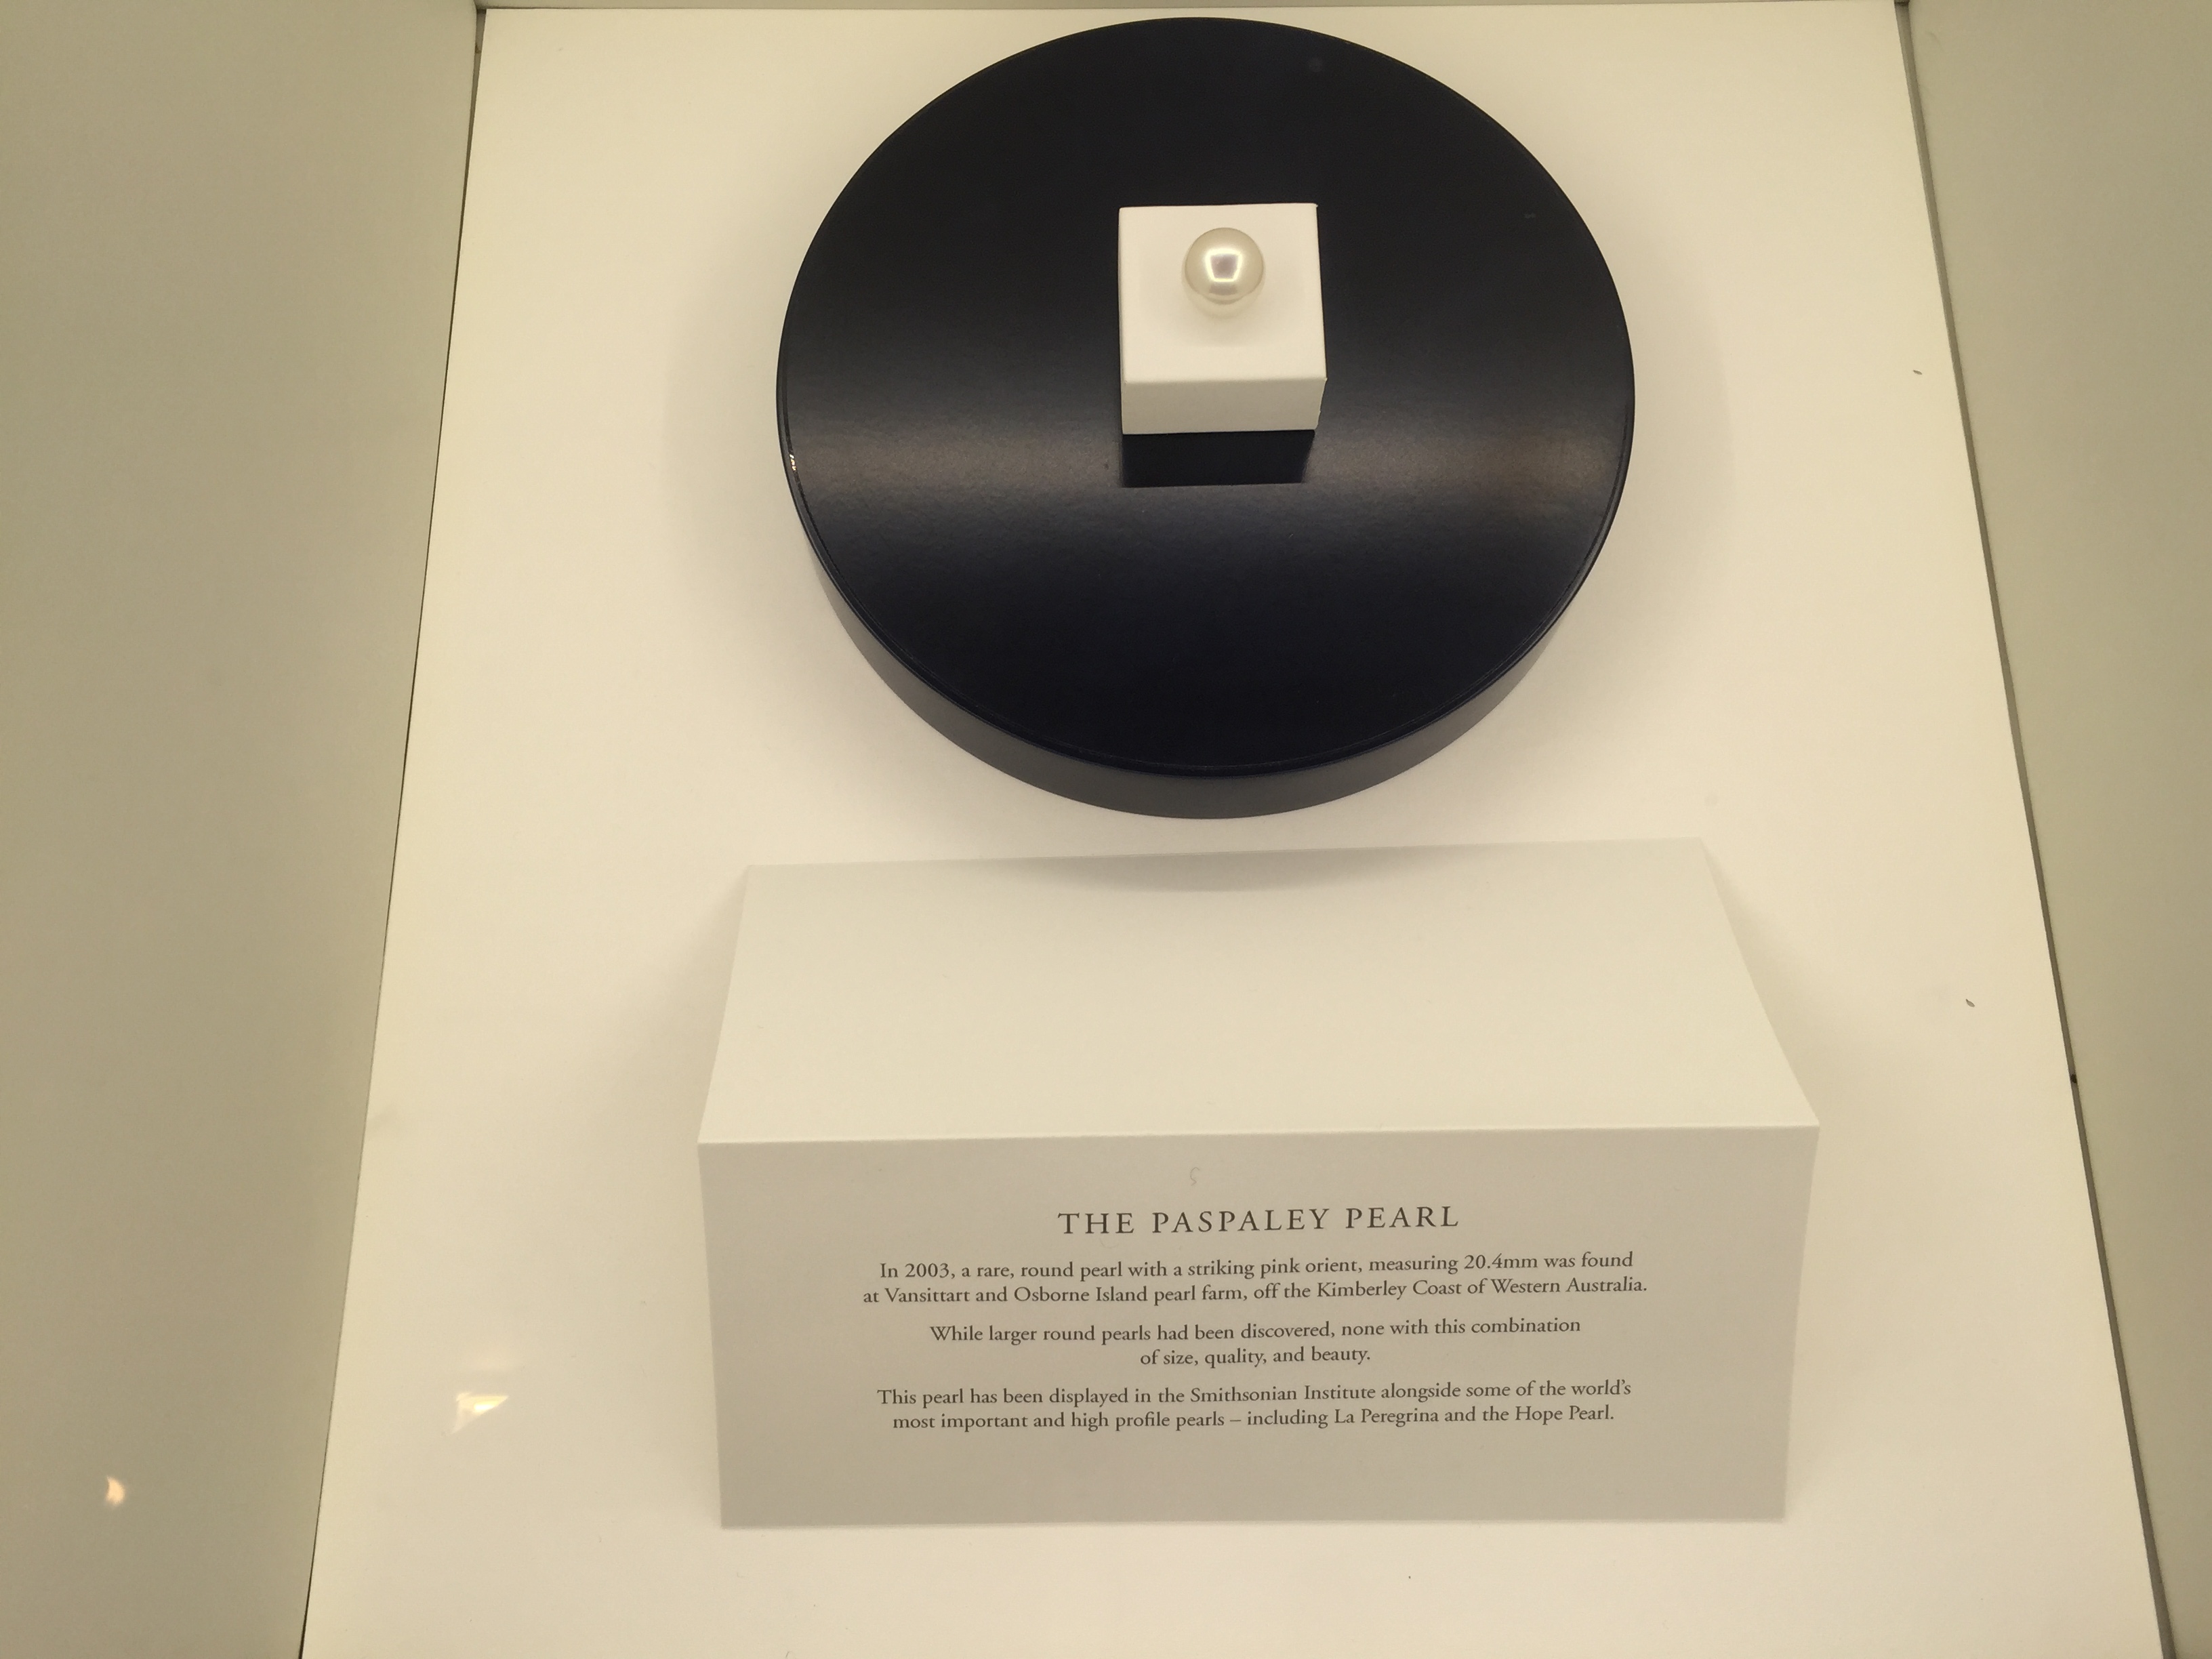 THE PASPALEY PEARL
In 2003, a rare, round pearl with a striking pink orient, measuring 20.4mm was found
at Vansittart and Osborne Island pearl farm, off the Kimberley Coast of Western Australia.
While larger round pearls had been discovered, none with this combination
of size, quality, and beauty.
This pearl has been displayed in the Smithsonian Institute alongside some of the world’s
most important and high profile pearls – including La Peregrina and the Hope Pearl.